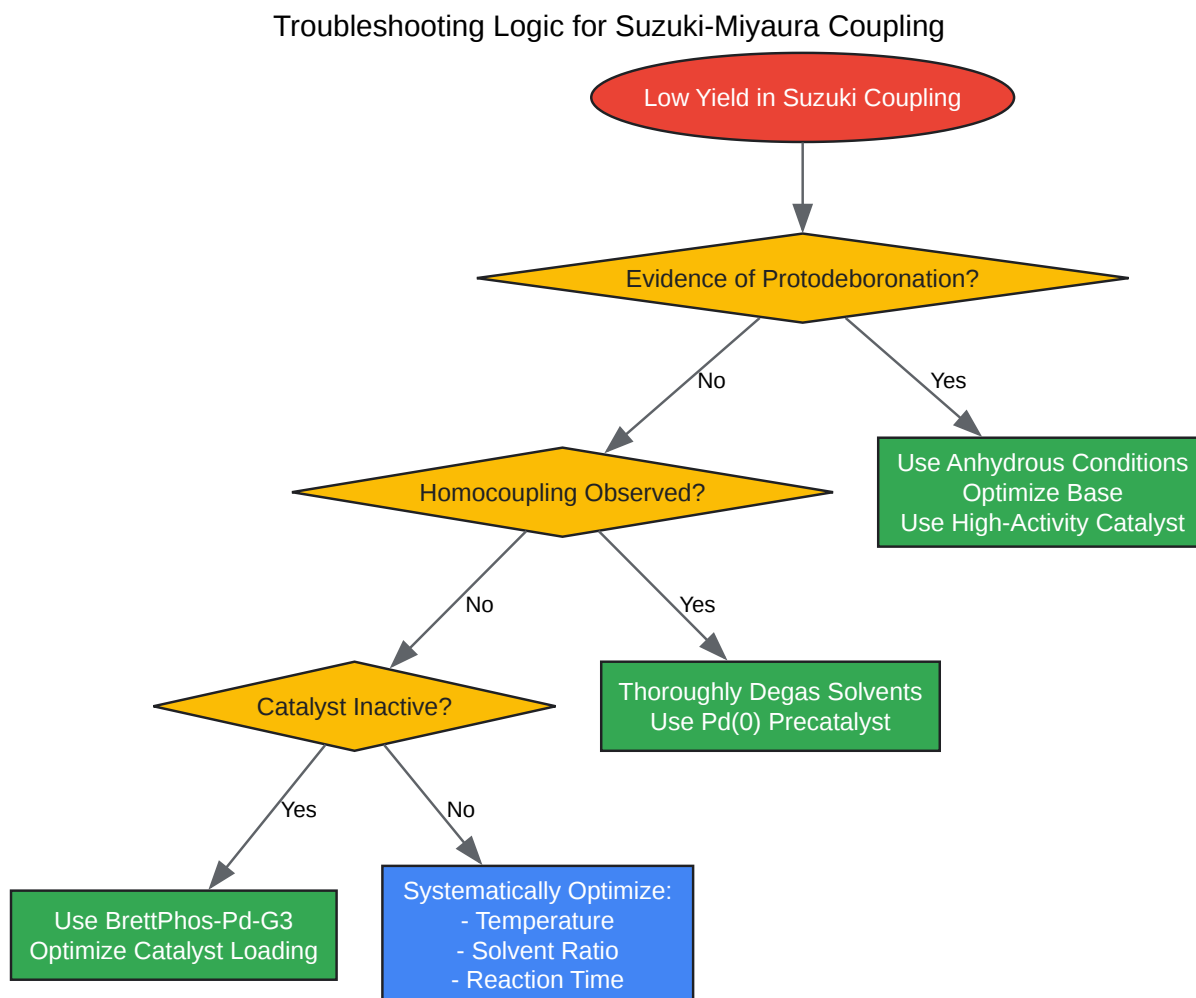 Troubleshooting Logic for Suzuki-Miyaura Coupling
Low Yield in Suzuki Coupling
Evidence of Protodeboronation?
No
Yes
Use Anhydrous Conditions
Optimize Base
Use High-Activity Catalyst
Homocoupling Observed?
No
Yes
Thoroughly Degas Solvents
Use Pd(0) Precatalyst
Catalyst Inactive?
Yes
No
Use BrettPhos-Pd-G3
Optimize Catalyst Loading
Systematically Optimize:
- Temperature
- Solvent Ratio
- Reaction Time